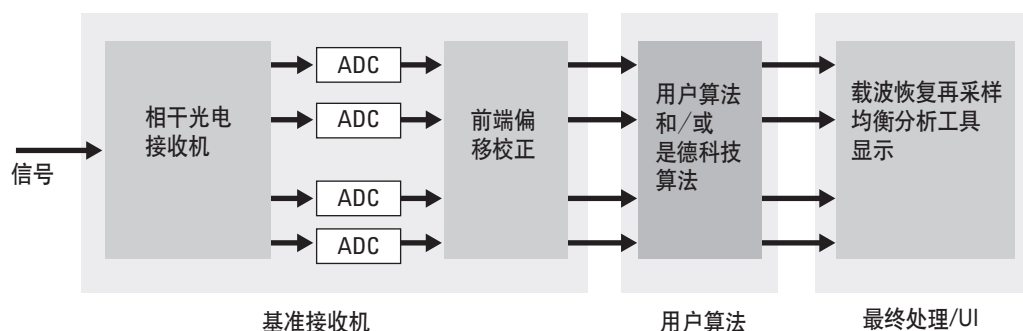 信号
相干光电
接收机
ADC
ADC
ADC
ADC
前端偏
移校正
用户算法
和/或
是德科技
算法
载波恢复再采样
均衡分析工具
显示
基准接收机
用户算法
最终处理/UI